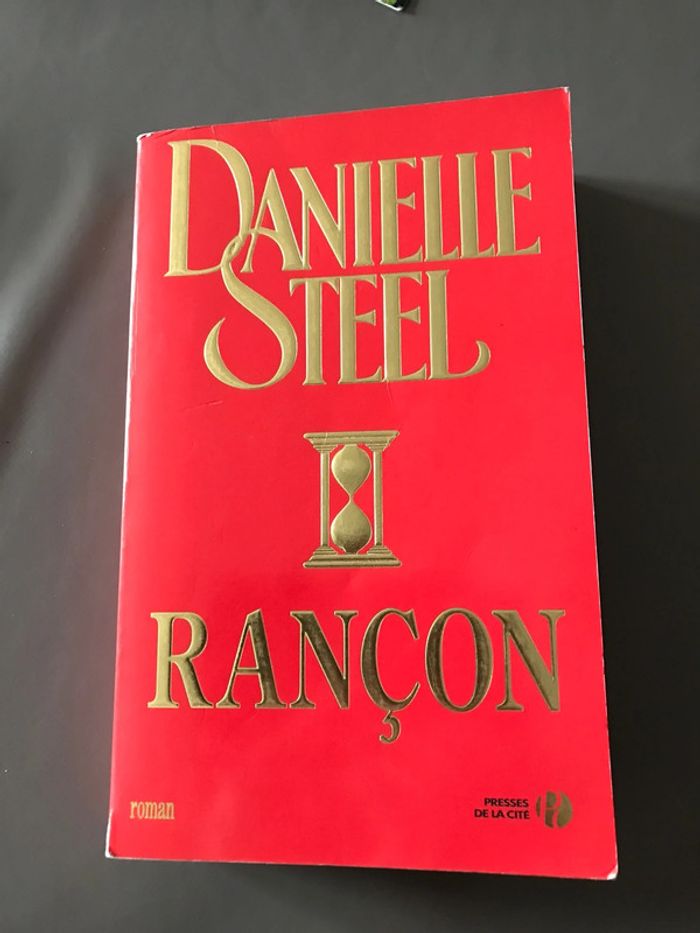 DANIELLE
STEEL
RANÇON
roman
PRESSES
DE LA CITÉ